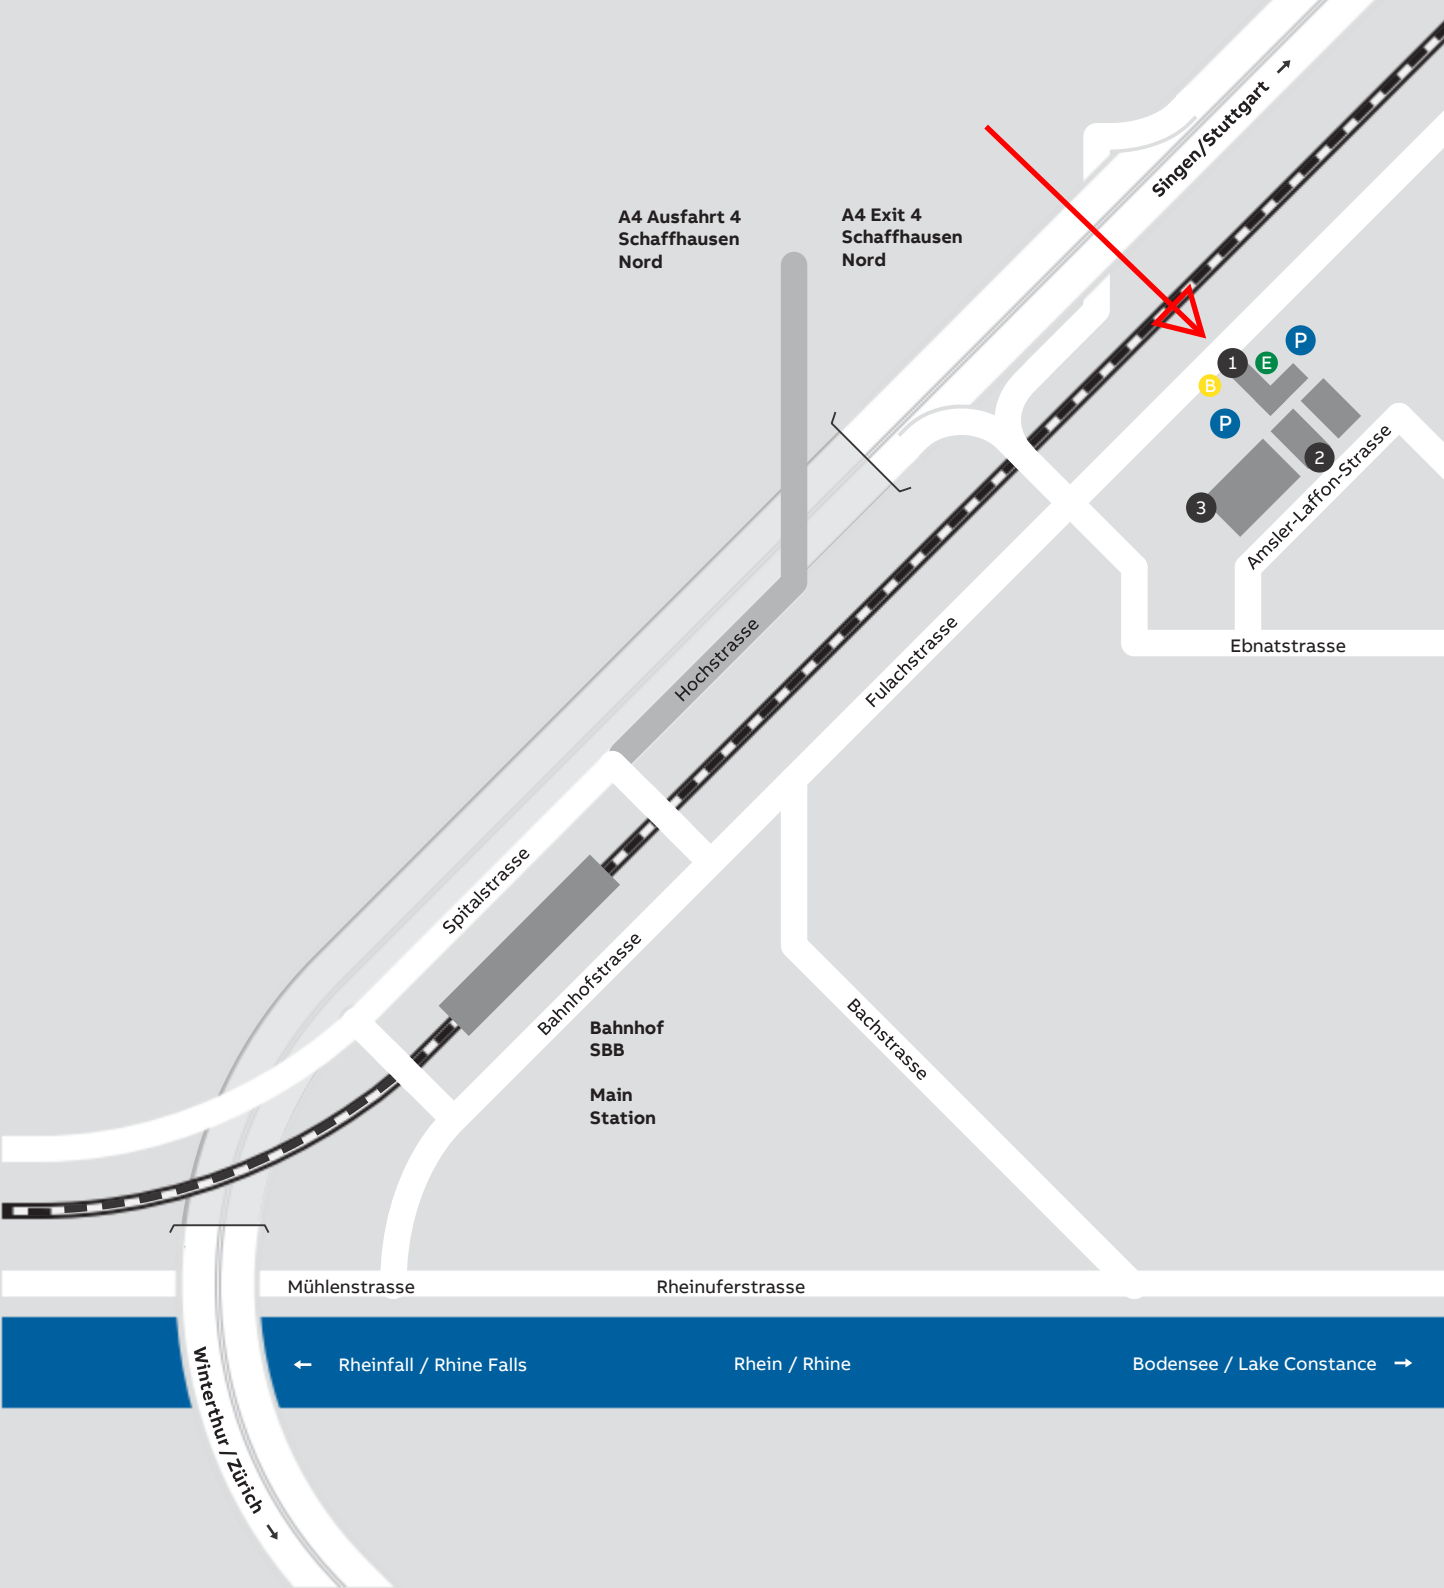 Singen/Stuttgart
A4 Ausfahrt 4
Schaffhausen
Nord
A4 Exit 4
Schaffhausen
Nord
P
1
E
B
P
2
3
Amsler-Laffon-Strasse
Hochstrasse
Fulachstrasse
Ebnatstrasse
Spitalstrasse
Bahnhofstrasse
Bahnhof
SBB
Main
Station
Bachstrasse
Mühlenstrasse
Rheinuferstrasse
← Rheinfall / Rhine Falls
Rhein / Rhine
Bodensee / Lake Constance →
Winterthur / Zürich